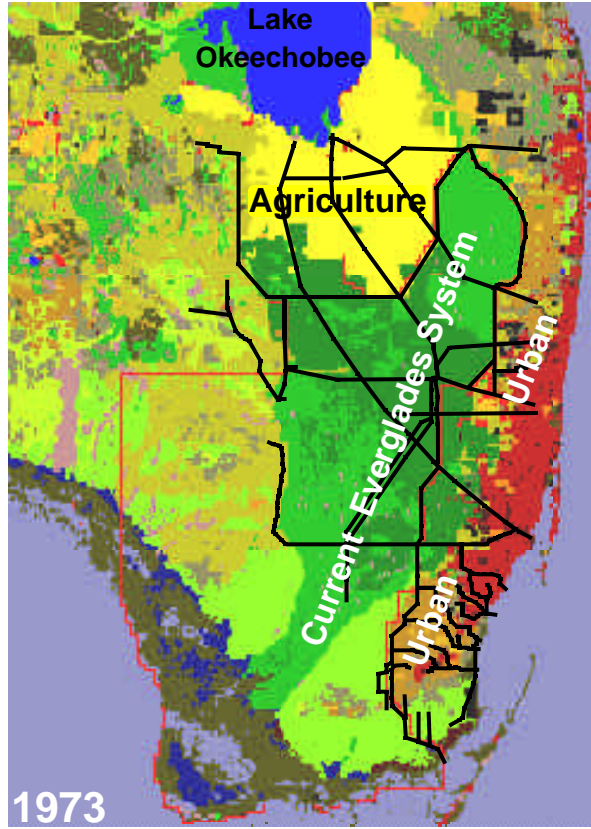 Lake
Okeechobee
Agriculture
Current Everglades System
Urban
Urban
1973